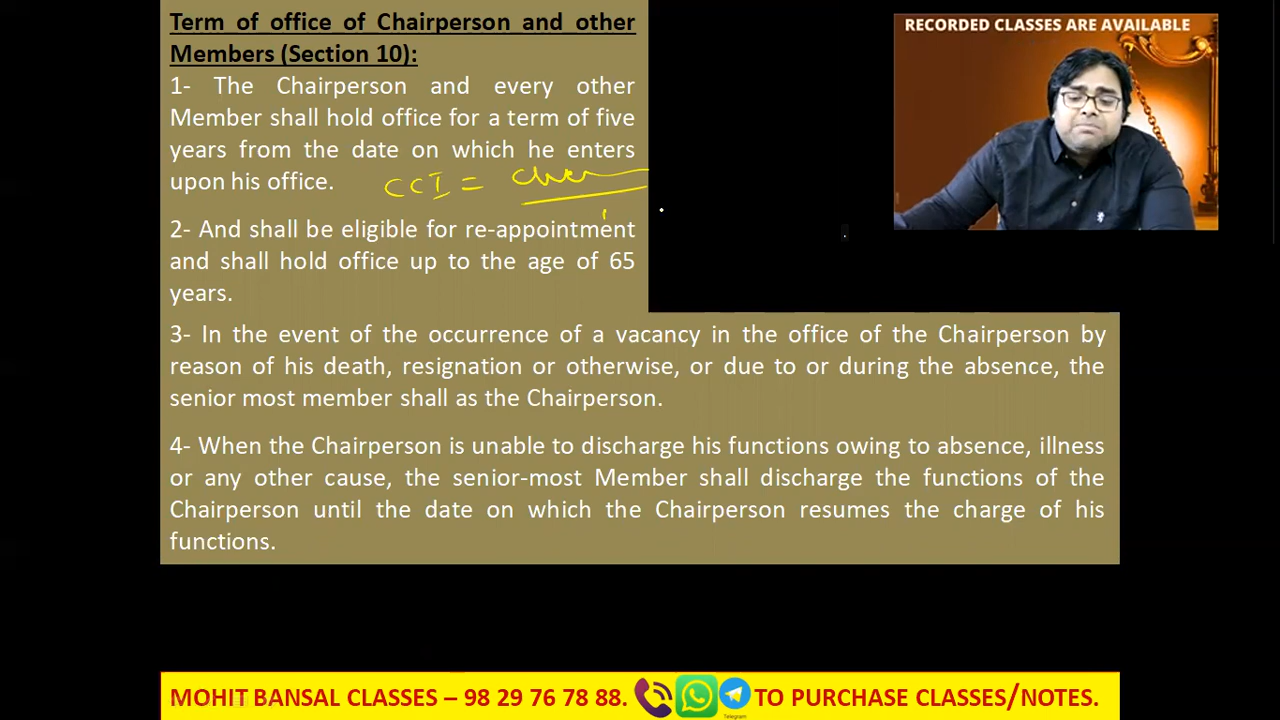 Term of office of Chairperson and other
Members (Section 10):
1- The Chairperson and every other
Member shall hold office for a term of five
years from the date on which he enters
upon his office.
CCI =
2- And shall be eligible for re-appointment
and shall hold office up to the age of 65
years.
3- In the event of the occurrence of a vacancy in the office of the Chairperson by
reason of his death, resignation or otherwise, or due to or during the absence, the
senior most member shall as the Chairperson.
4- When the Chairperson is unable to discharge his functions owing to absence, illness
or any other cause, the senior-most Member shall discharge the functions of the
Chairperson until the date on which the Chairperson resumes the charge of his
functions.
RECORDED CLASSES ARE AVAILABLE
MOHIT BANSAL CLASSES – 98 29 76 78 88. TO PURCHASE CLASSES/NOTES.
Telegram